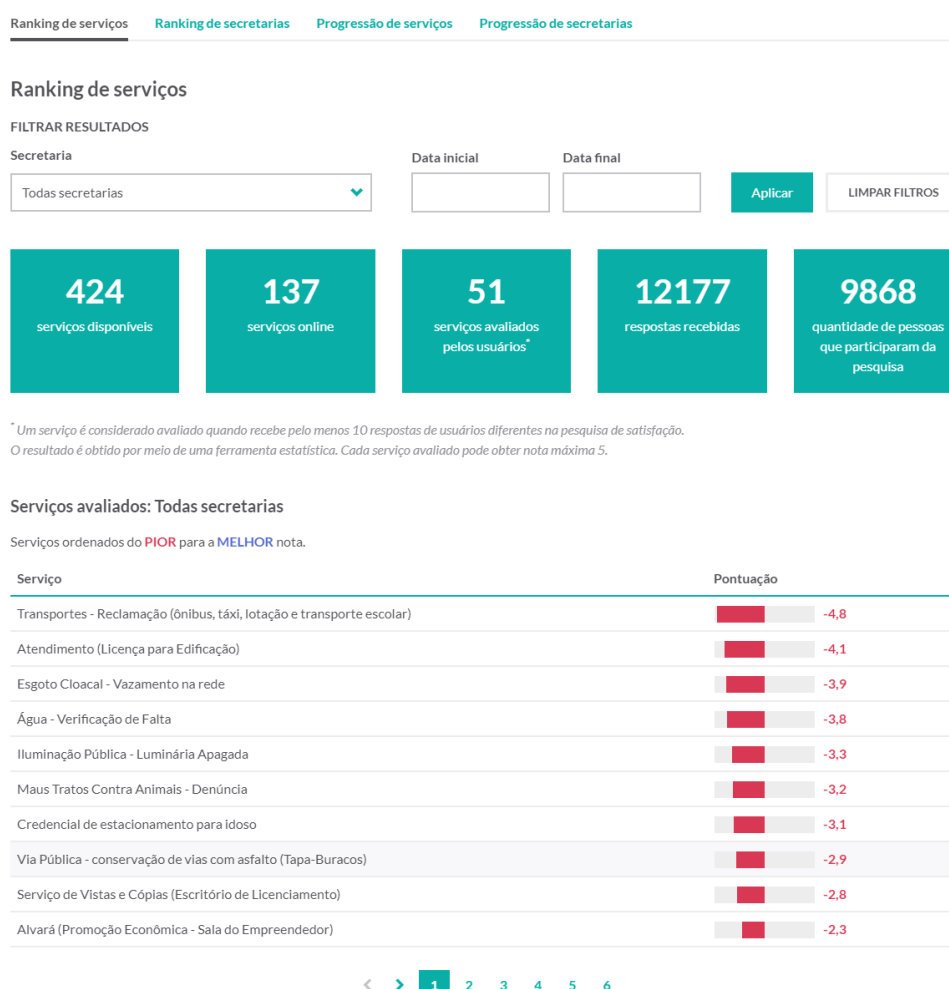 Ranking de serviços Ranking de secretarias Progressão de serviços Progressão de secretarias
Ranking de serviços
FILTRAR RESULTADOS
Secretaria Data inicial Data final
Todas secretarias Aplicar LIMPAR FILTROS
424 137 51 12177 9868
serviços disponíveis serviços online serviços avaliados respostas recebidas quantidade de pessoas
pelos usuários* que participaram da
pesquisa
* Um serviço é considerado avaliado quando recebe pelo menos 10 respostas de usuários diferentes na pesquisa de satisfação.
O resultado é obtido por meio de uma ferramenta estatística. Cada serviço avaliado pode obter nota máxima 5.
Serviços avaliados: Todas secretarias
Serviços ordenados do PIOR para a MELHOR nota.
Serviço Pontuação
Transportes - Reclamação (ônibus, táxi, lotação e transporte escolar) -4,8
Atendimento (Licença para Edificação) -4,1
Esgoto Cloacal - Vazamento na rede -3,9
Água - Verificação de Falta -3,8
Iluminação Pública - Luminária Apagada -3,3
Maus Tratos Contra Animais - Denúncia -3,2
Credencial de estacionamento para idoso -3,1
Via Pública - conservação de vias com asfalto (Tapa-Buracos) -2,9
Serviço de Vistas e Cópias (Escritório de Licenciamento) -2,8
Alvará (Promoção Econômica - Sala do Empreendedor) -2,3
1 2 3 4 5 6